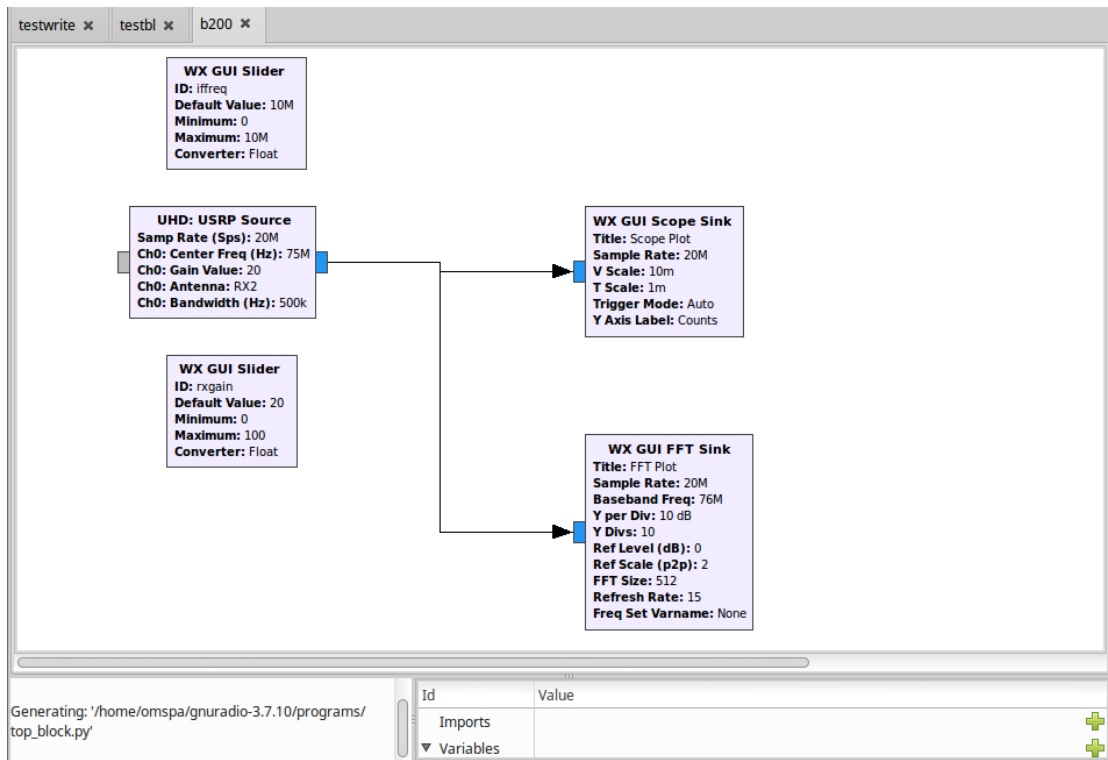 testwrite ✖ testbl ✖ b200 ✖
WX GUI Slider
ID: iffreq
Default Value: 10M
Minimum: 0
Maximum: 10M
Converter: Float
UHD: USRP Source
Samp Rate (Sps): 20M
Ch0: Center Freq (Hz): 75M
Ch0: Gain Value: 20
Ch0: Antenna: RX2
Ch0: Bandwidth (Hz): 500k
WX GUI Slider
ID: rxgain
Default Value: 20
Minimum: 0
Maximum: 100
Converter: Float
WX GUI Scope Sink
Title: Scope Plot
Sample Rate: 20M
V Scale: 10m
T Scale: 1m
Trigger Mode: Auto
Y Axis Label: Counts
WX GUI FFT Sink
Title: FFT Plot
Sample Rate: 20M
Baseband Freq: 76M
Y per Div: 10 dB
Y Divs: 10
Ref Level (dB): 0
Ref Scale (p2p): 2
FFT Size: 512
Refresh Rate: 15
Freq Set Varname: None
Generating: '/home/omspa/gnuradio-3.7.10/programs/
top_block.py'
Id Value
Imports
Variables